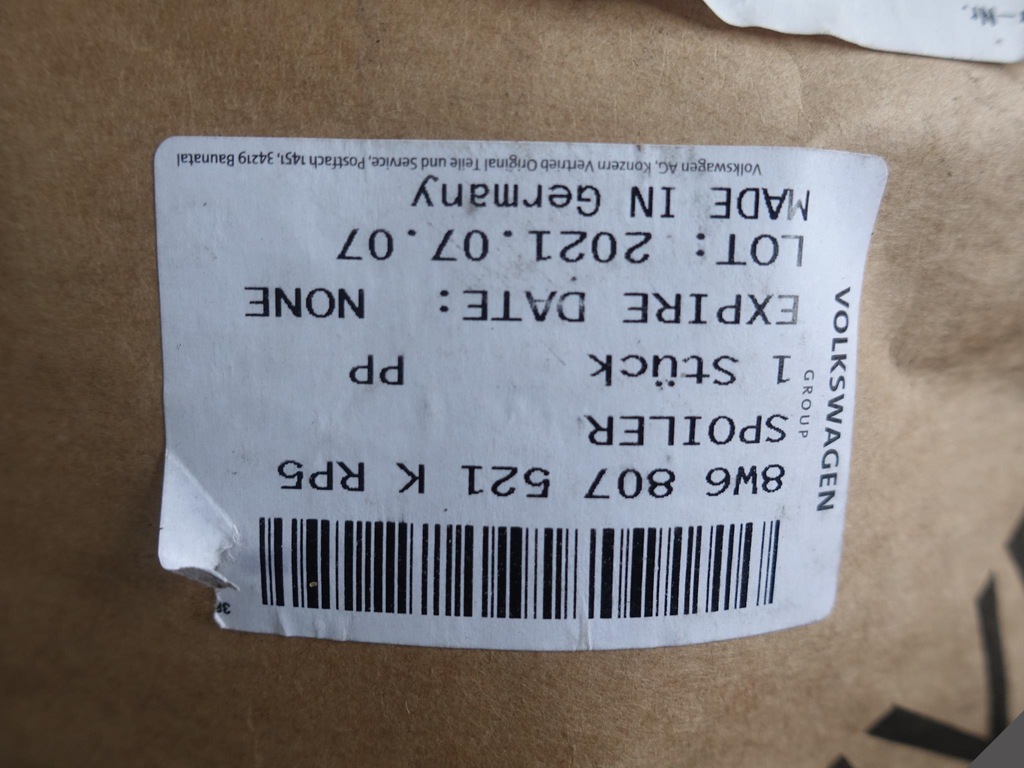 8W6 807 521 K RP5
SPOILER
1 Stück PP
EXPIRE DATE: NONE
LOT: 2021.07.07
MADE IN Germany
Volkswagen AG, Konzern Vertrieb Original Teile und Service, Postfach 1451, 34219 Baunatal
VOLKSWAGEN
GROUP